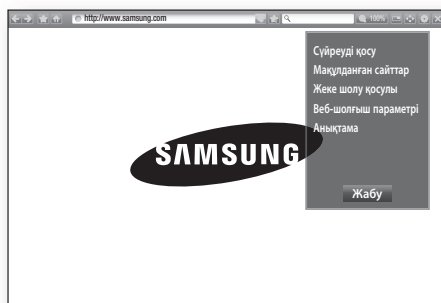 http://www.samsung.com
100%
Сүйреуді қосу
Мақұлданған сайттар
Жеке шолу қосулы
Веб-шолғыш параметрі
Анықтама
SAMSUNG
Жабу